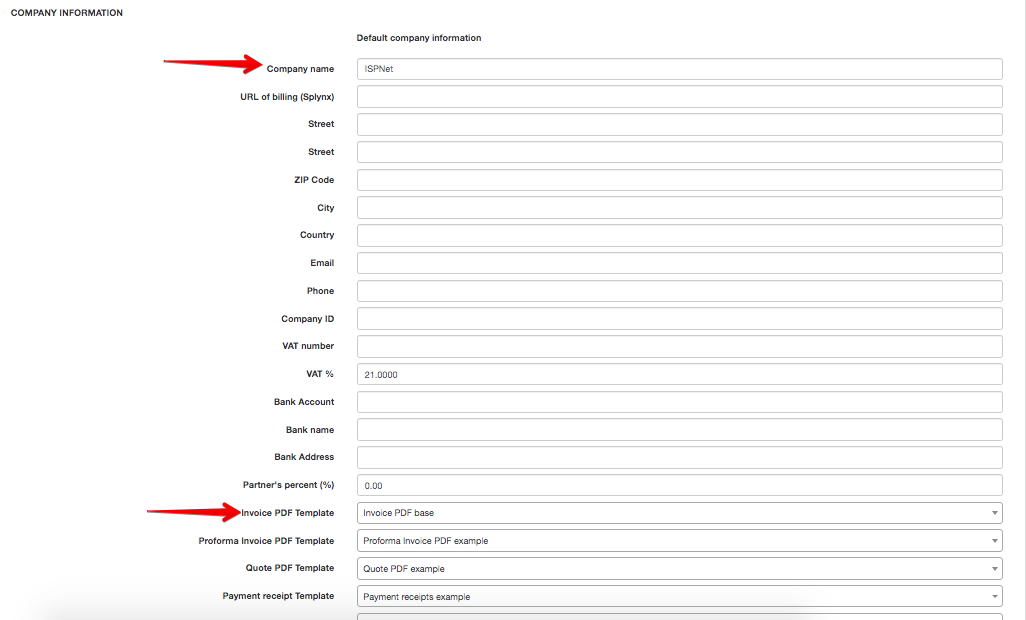 COMPANY INFORMATION
Default company information
Company name ISPNet
URL of billing (Splynx)
Street
Street
ZIP Code
City
Country
Email
Phone
Company ID
VAT number
VAT % 21.0000
Bank Account
Bank name
Bank Address
Partner's percent (%) 0.00
Invoice PDF Template Invoice PDF base
Proforma Invoice PDF Template Proforma Invoice PDF example
Quote PDF Template Quote PDF example
Payment receipt Template Payment receipts example